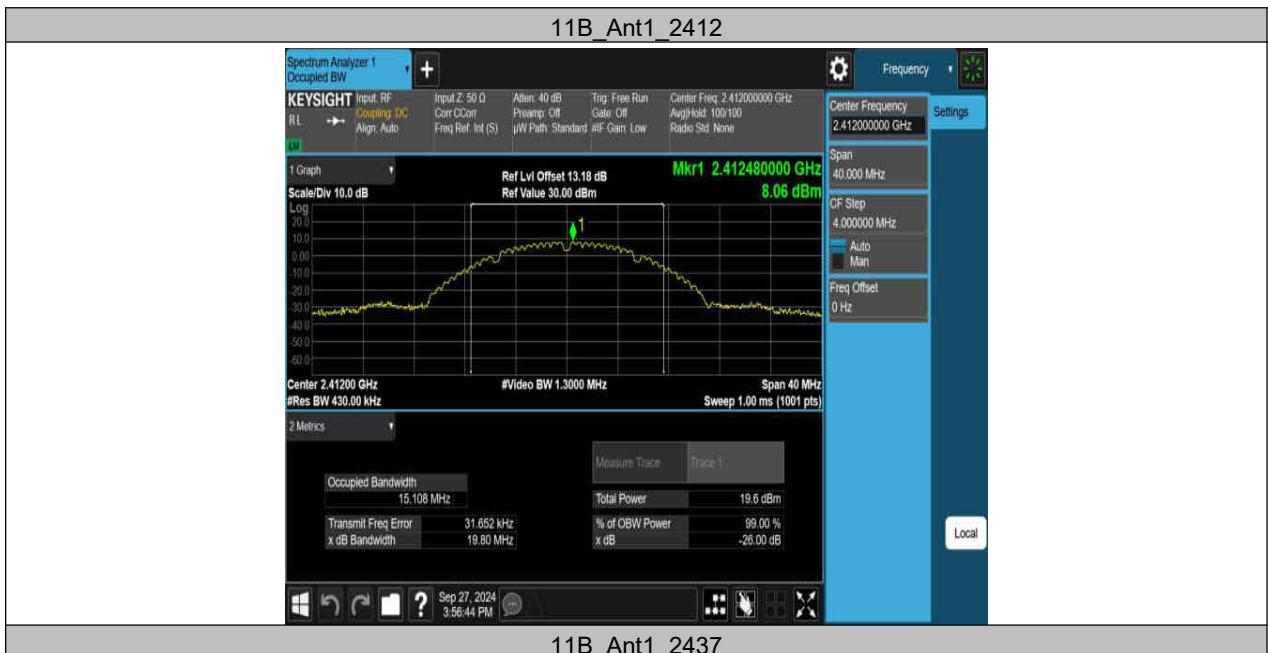 11B_Ant1_2412
Spectrum Analyzer 1
Occupied BW
+
Frequency
KEYSIGHT
RL
Input: RF
Coupling: DC
Align: Auto
Input Z: 50 Ω
Corr CCorr
Freq Ref: Int (S)
Atten: 40 dB
Preamp: Off
µW Path: Standard
Trig: Free Run
Gate: Off
#IF Gain: Low
Center Freq: 2.412000000 GHz
Avg|Hold: 100/100
Radio Std: None
Center Frequency
2.412000000 GHz
Settings
Span
40.000 MHz
CF Step
4.000000 MHz
Auto
Man
Freq Offset
0 Hz
1 Graph
Scale/Div 10.0 dB
Ref Lvl Offset 13.18 dB
Ref Value 30.00 dBm
Mkr1 2.412480000 GHz
8.06 dBm
Log
20.0
10.0
0.00
-10.0
-20.0
-30.0
-40.0
-50.0
-60.0
1
Center 2.41200 GHz
#Res BW 430.00 kHz
#Video BW 1.3000 MHz
Span 40 MHz
Sweep 1.00 ms (1001 pts)
2 Metrics
Measure Trace Trace 1
Occupied Bandwidth
15.108 MHz
Total Power 19.6 dBm
Transmit Freq Error 31.652 kHz
% of OBW Power 99.00 %
x dB Bandwidth 19.80 MHz
x dB -26.00 dB
Local
?
Sep 27, 2024
3:56:44 PM
11B_Ant1_2437